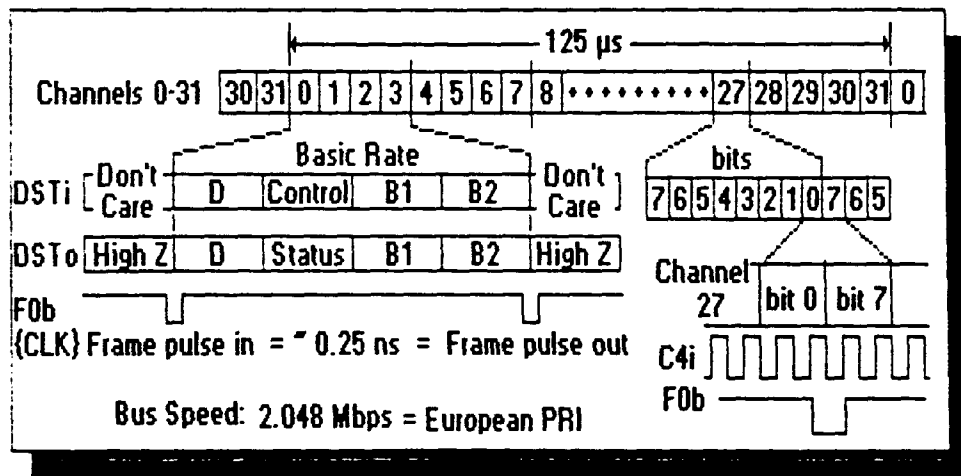 125 µs
Channels 0-31 30 31 0 1 2 3 4 5 6 7 8 ········· 27 28 29 30 31 0
Basic Rate
bits
DSTi Don't Care D Control B1 B2 Don't Care
7 6 5 4 3 2 1 0 7 6 5
DSTo High Z D Status B1 B2 High Z
Channel 27 bit 0 bit 7
F0b
{CLK} Frame pulse in = ~ 0.25 ns = Frame pulse out
C4i
F0b
Bus Speed: 2.048 Mbps = European PRI